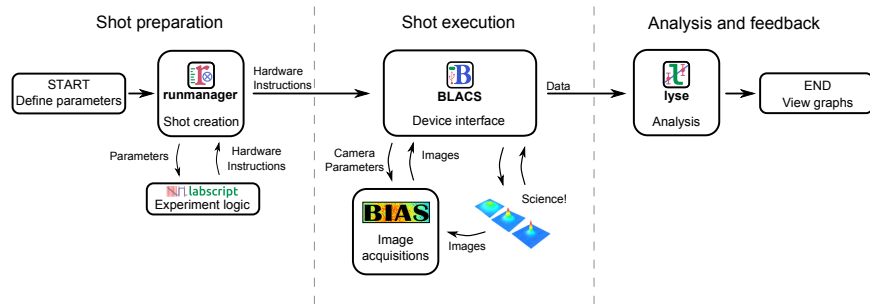 Shot preparation
Shot execution
Analysis and feedback
START
Define parameters
runmanager
Shot creation
Hardware
Instructions
BLACS
Device interface
Data
lyse
Analysis
END
View graphs
Parameters
Hardware
Instructions
labscript
Experiment logic
Camera
Parameters
Images
Science!
BIAS
Image
acquisitions
Images